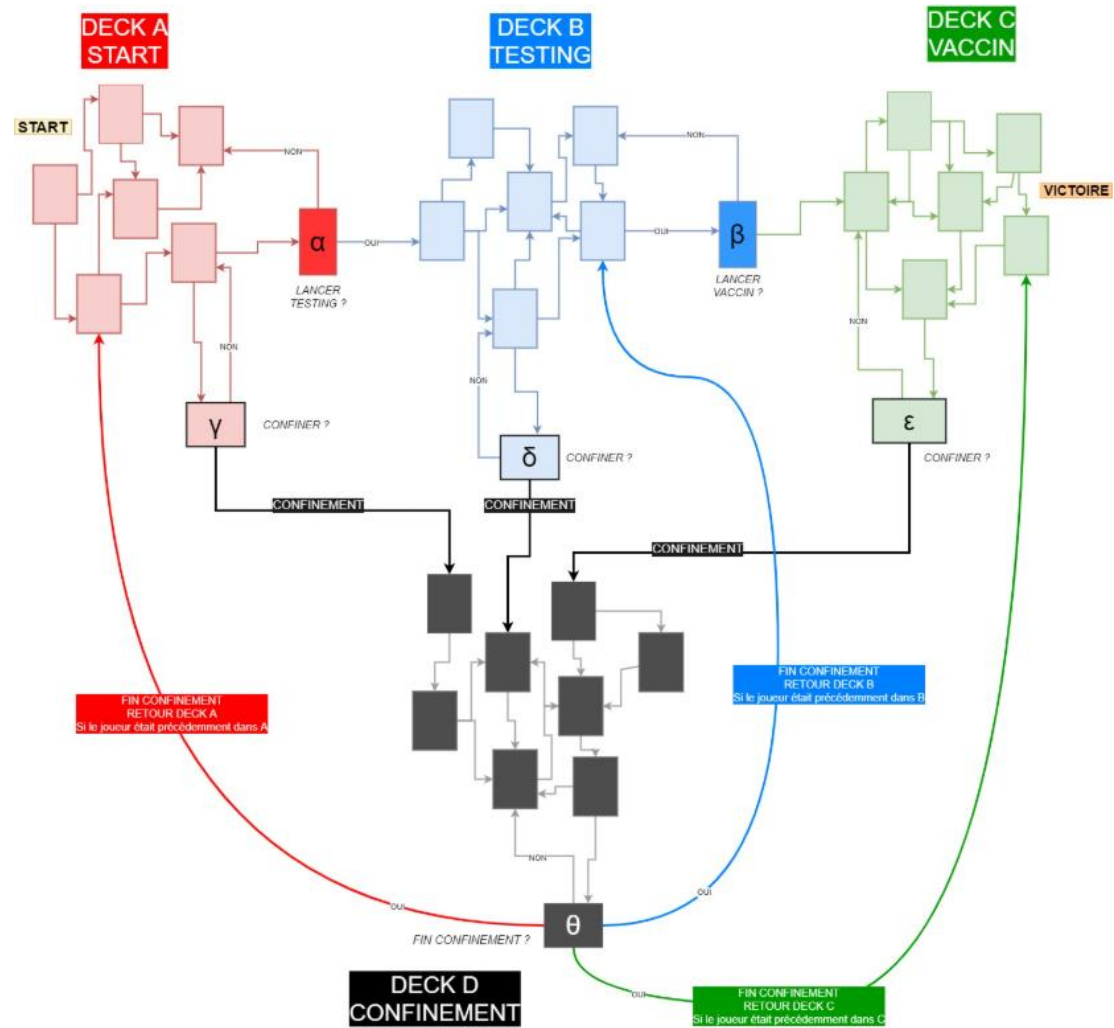 DECK A
START
DECK B
TESTING
DECK C
VACCIN
START
NON
NON
VICTOIRE
α
OUI
OUI
β
LANCER
TESTING ?
LANCER
VACCIN ?
NON
NON
NON
γ
CONFINER ?
δ
CONFINER ?
ε
CONFINER ?
CONFINEMENT
CONFINEMENT
CONFINEMENT
FIN CONFINEMENT
RETOUR DECK A
Si le joueur était précédemment dans A
FIN CONFINEMENT
RETOUR DECK B
Si le joueur était précédemment dans B
NON
OUI
OUI
θ
FIN CONFINEMENT ?
DECK D
CONFINEMENT
OUI
FIN CONFINEMENT
RETOUR DECK C
Si le joueur était précédemment dans C